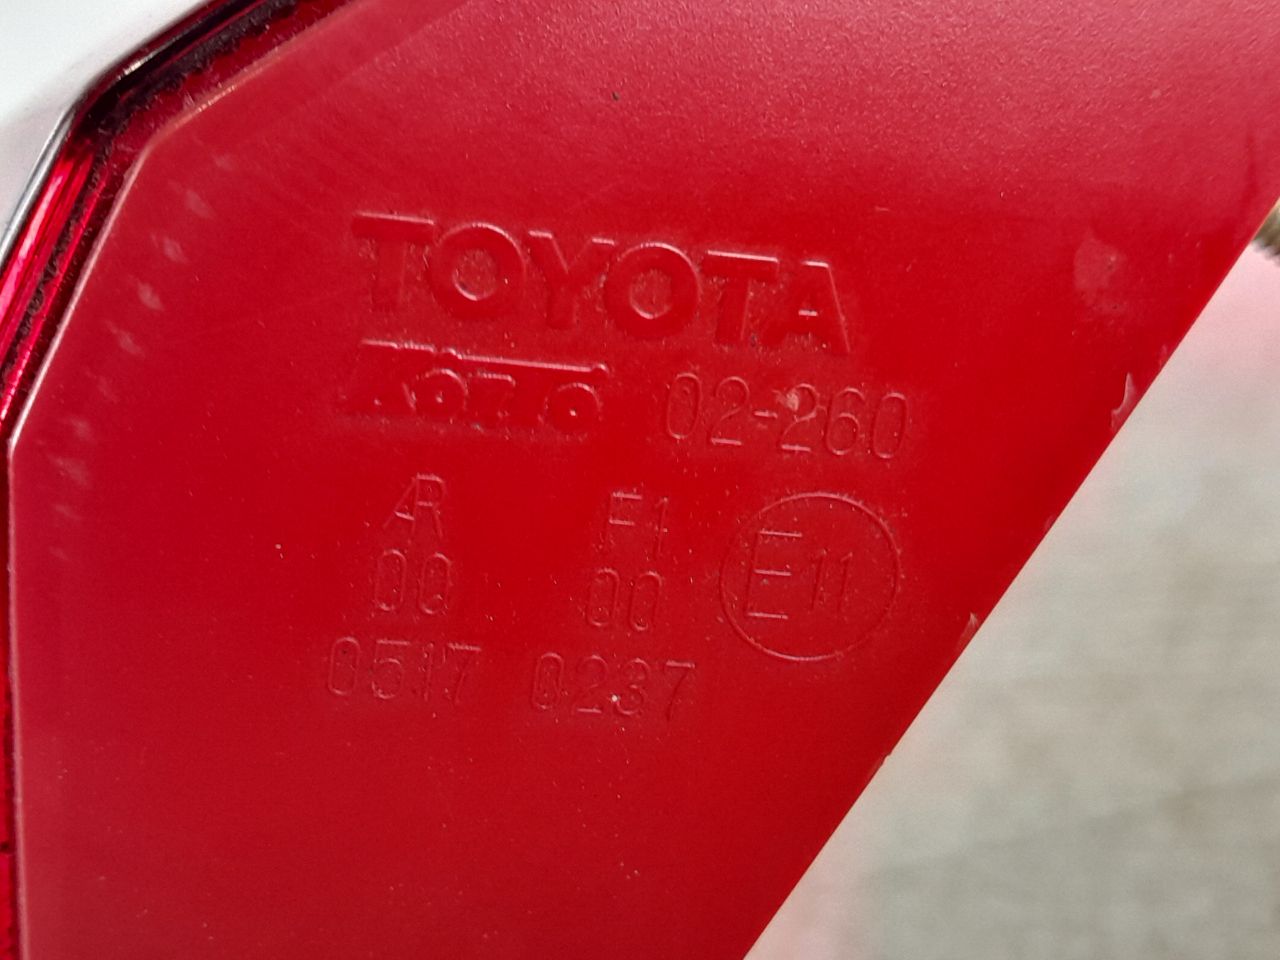 TOYOTA
KOITO 02-260
AR F1
00 00 E11
0517 0237